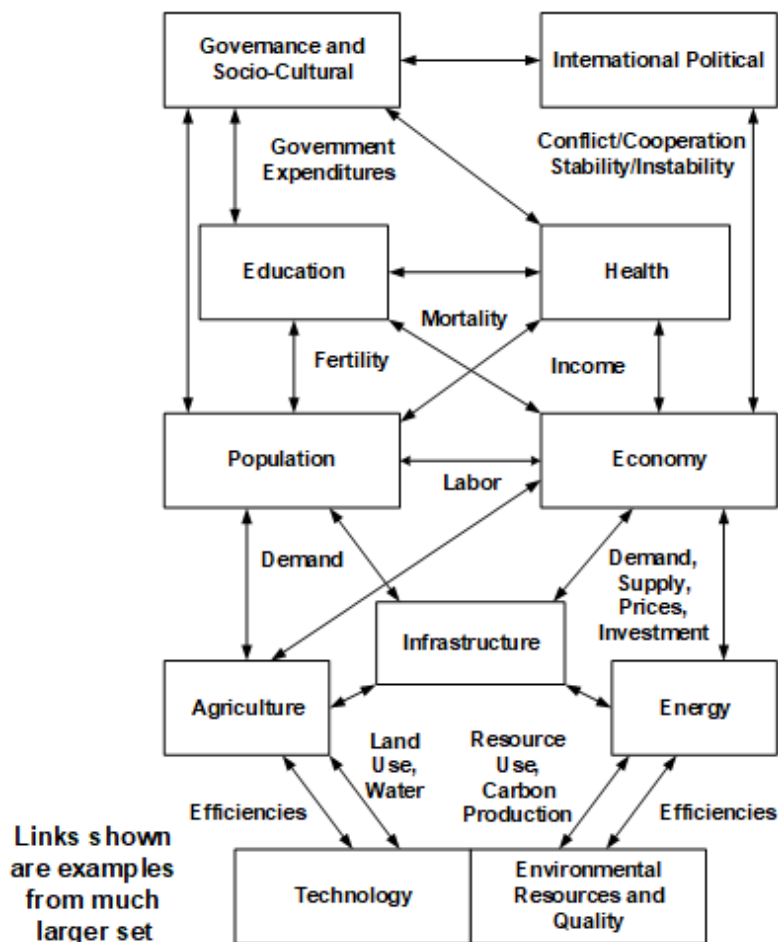 Governance and
Socio-Cultural
International Political
Government
Expenditures
Conflict/Cooperation
Stability/Instability
Education
Health
Mortality
Fertility
Income
Population
Economy
Labor
Demand
Demand,
Supply,
Prices,
Investment
Infrastructure
Agriculture
Energy
Land
Use,
Water
Resource
Use,
Carbon
Production
Efficiencies
Efficiencies
Links shown
are examples
from much
larger set
Technology
Environmental
Resources and
Quality